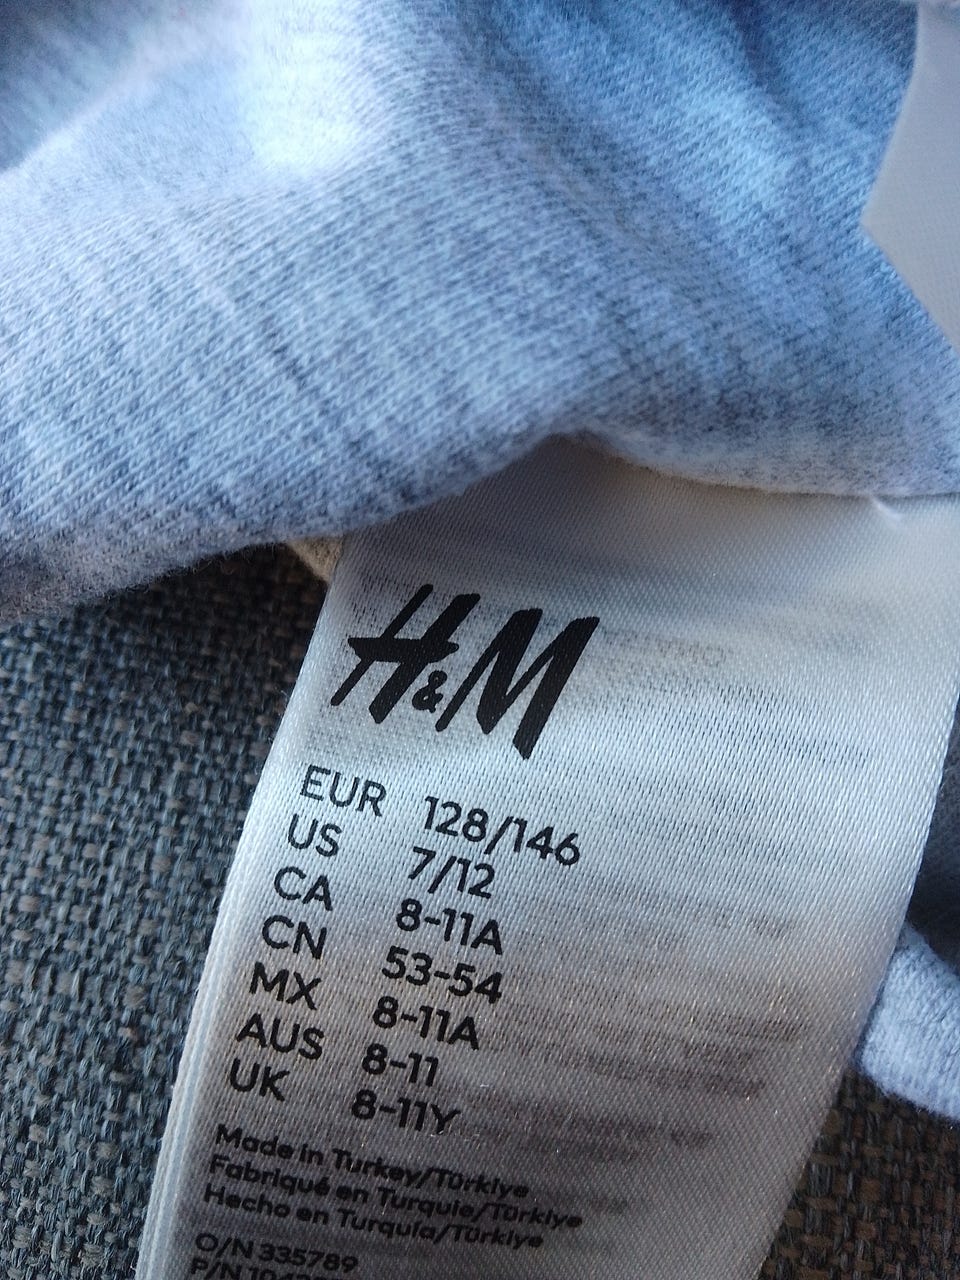 H&M
EUR 128/146
US 7/12
CA 8-11A
CN 53-54
MX 8-11A
AUS 8-11
UK 8-11Y
Made in Turkey/Türkiye
Fabriqué en Turquie/Türkiye
Hecho en Turquía/Türkiye
O/N 335789
P/N